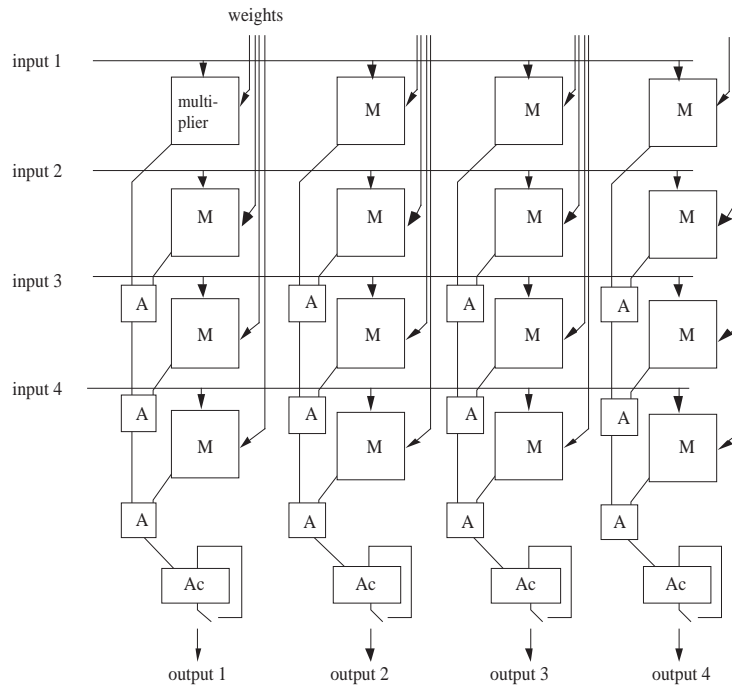 weights
input 1
multi-
plier
M
M
M
input 2
M
M
M
M
input 3
A
A
A
A
M
M
M
M
input 4
A
A
A
A
M
M
M
M
A
A
A
A
Ac
Ac
Ac
Ac
output 1
output 2
output 3
output 4